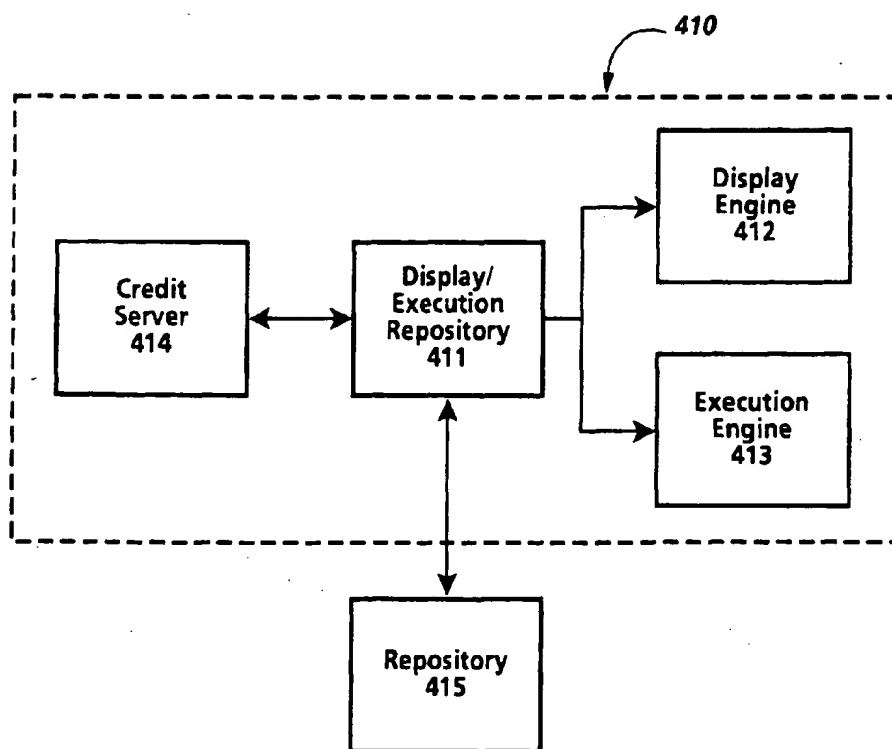 410
Display
Engine
412
Credit
Server
414
Display/
Execution
Repository
411
Execution
Engine
413
Repository
415